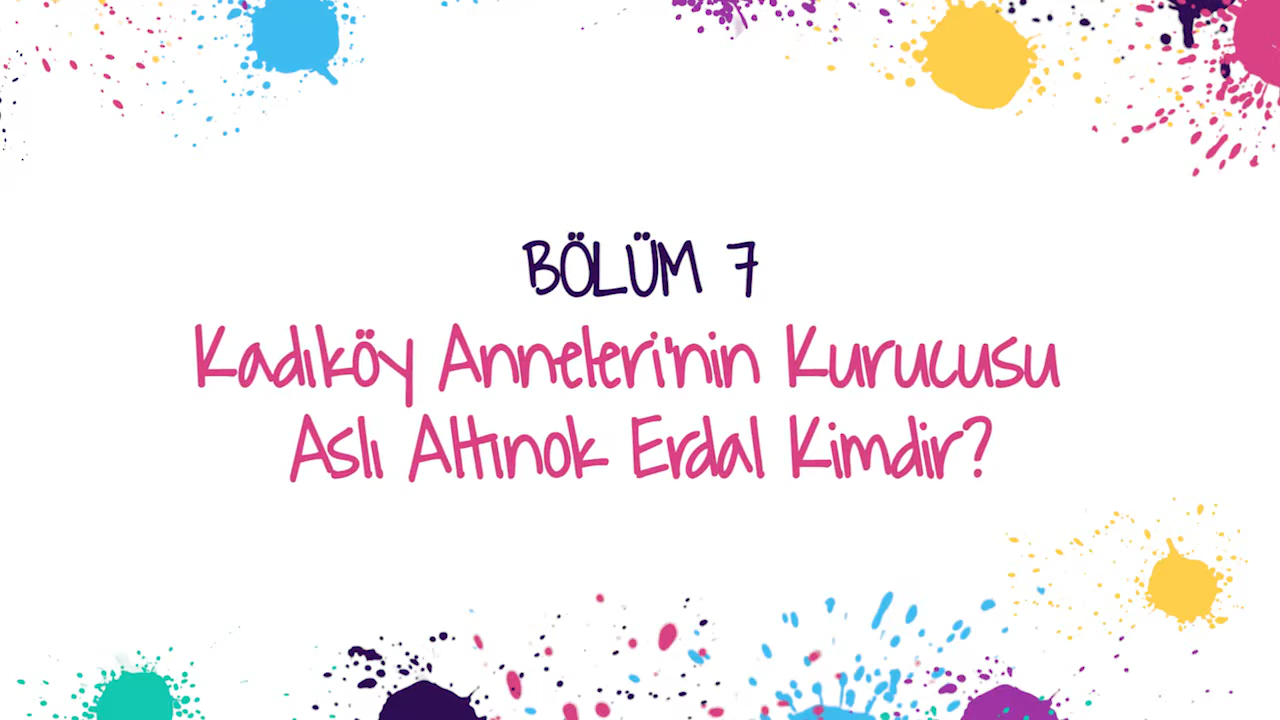 BÖLÜM 7
Kadıköy Anneleri'nin Kurucusu
Aslı Altınok Erdal Kimdir?